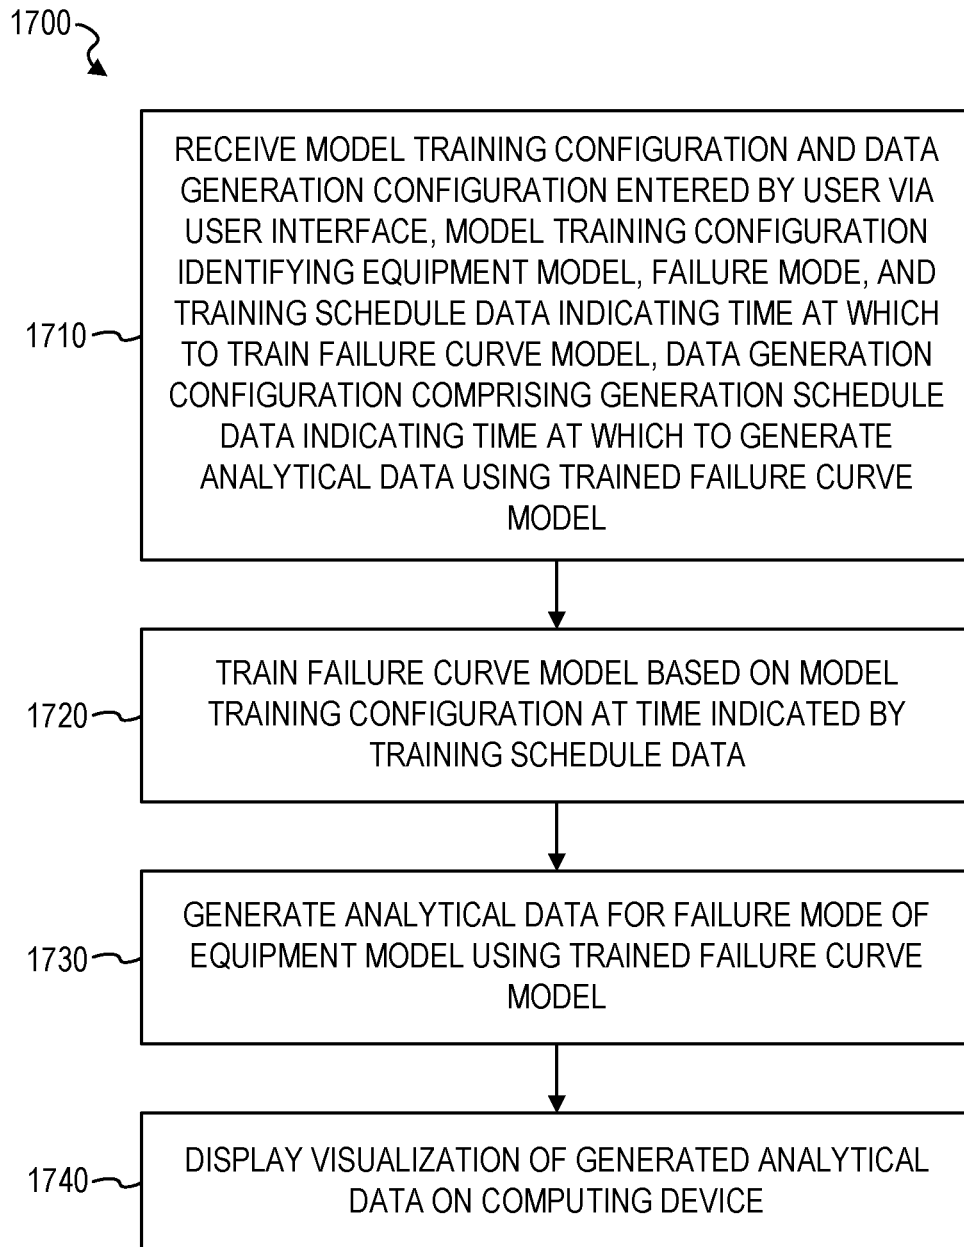 1700
RECEIVE MODEL TRAINING CONFIGURATION AND DATA
GENERATION CONFIGURATION ENTERED BY USER VIA
USER INTERFACE, MODEL TRAINING CONFIGURATION
IDENTIFYING EQUIPMENT MODEL, FAILURE MODE, AND
TRAINING SCHEDULE DATA INDICATING TIME AT WHICH
TO TRAIN FAILURE CURVE MODEL, DATA GENERATION
CONFIGURATION COMPRISING GENERATION SCHEDULE
DATA INDICATING TIME AT WHICH TO GENERATE
ANALYTICAL DATA USING TRAINED FAILURE CURVE
MODEL
1710
TRAIN FAILURE CURVE MODEL BASED ON MODEL
TRAINING CONFIGURATION AT TIME INDICATED BY
TRAINING SCHEDULE DATA
1720
GENERATE ANALYTICAL DATA FOR FAILURE MODE OF
EQUIPMENT MODEL USING TRAINED FAILURE CURVE
MODEL
1730
DISPLAY VISUALIZATION OF GENERATED ANALYTICAL
DATA ON COMPUTING DEVICE
1740